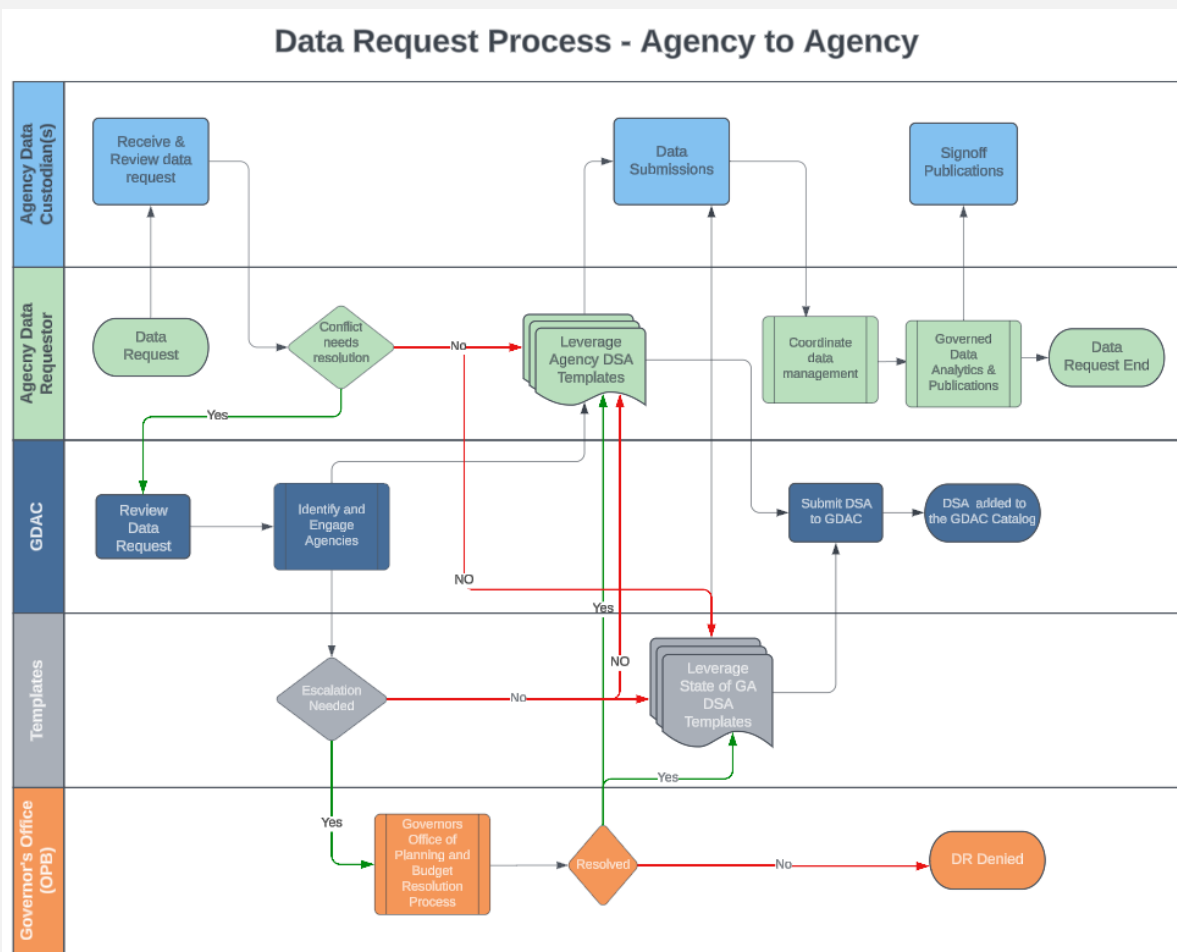 Data Request Process - Agency to Agency
Agency Data
Custodian(s)
Receive &
Review data
request
Data
Submissions
Signoff
Publications
Agecny Data
Requestor
Data
Request
Conflict
needs
resolution
No
Leverage
Agency DSA
Templates
Coordinate
data
management
Governed
Data
Analytics &
Publications
Data
Request End
Yes
GDAC
Review
Data
Request
Identify and
Engage
Agencies
Submit DSA
to GDAC
DSA added to
the GDAC Catalog
NO
Yes
Templates
Escalation
Needed
No
NO
Leverage
State of GA
DSA
Templates
Yes
Governor's Office
(OPB)
Yes
Governors
Office of
Planning and
Budget
Resolution
Process
Resolved
No
DR Denied